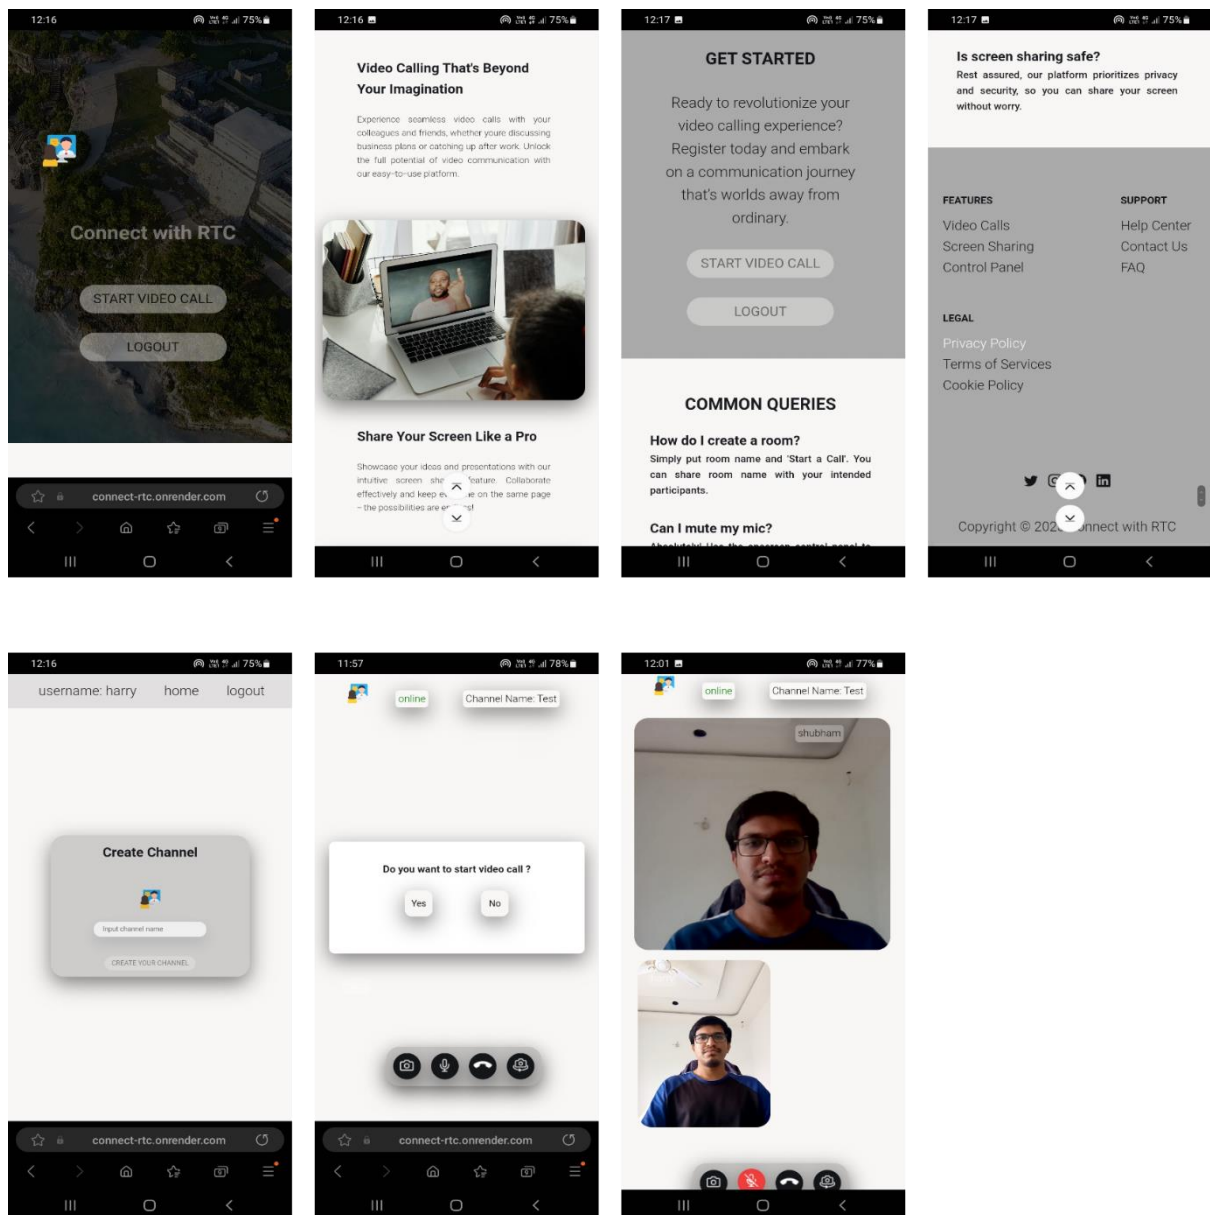 12:16
75%
Connect with RTC
START VIDEO CALL
LOGOUT
connect-rtc.onrender.com
12:16
75%
Video Calling That's Beyond
Your Imagination
Experience seamless video calls with your
colleagues and friends, whether youre discussing
business plans or catching up after work. Unlock
the full potential of video communication with
our easy-to-use platform.
Share Your Screen Like a Pro
Showcase your ideas and presentations with our
intuitive screen feature. Collaborate
effectively and keep on the same page
– the possibilities are
12:17
75%
GET STARTED
Ready to revolutionize your
video calling experience?
Register today and embark
on a communication journey
that's worlds away from
ordinary.
START VIDEO CALL
LOGOUT
COMMON QUERIES
How do I create a room?
Simply put room name and 'Start a Call'. You
can share room name with your intended
participants.
Can I mute my mic?
12:17
75%
Is screen sharing safe?
Rest assured, our platform prioritizes privacy
and security, so you can share your screen
without worry.
FEATURES
Video Calls
Screen Sharing
Control Panel
SUPPORT
Help Center
Contact Us
FAQ
LEGAL
Privacy Policy
Terms of Services
Cookie Policy
Copyright © with RTC
12:16
75%
username: harry home logout
Create Channel
Input channel name
CREATE YOUR CHANNEL
connect-rtc.onrender.com
11:57
78%
online Channel Name: Test
Do you want to start video call ?
Yes No
connect-rtc.onrender.com
12:01
77%
online Channel Name: Test
shubham